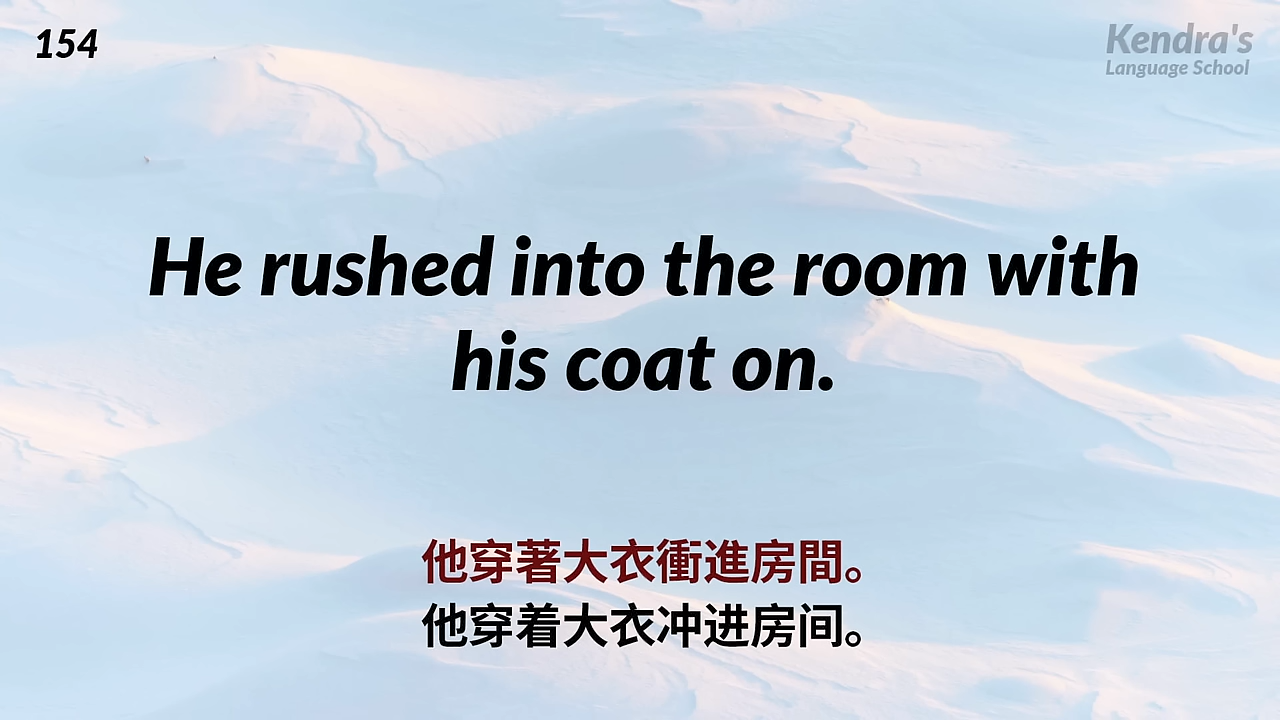 154
Kendra's
Language School
He rushed into the room with
his coat on.
他穿著大衣衝進房間。
他穿着大衣冲进房间。